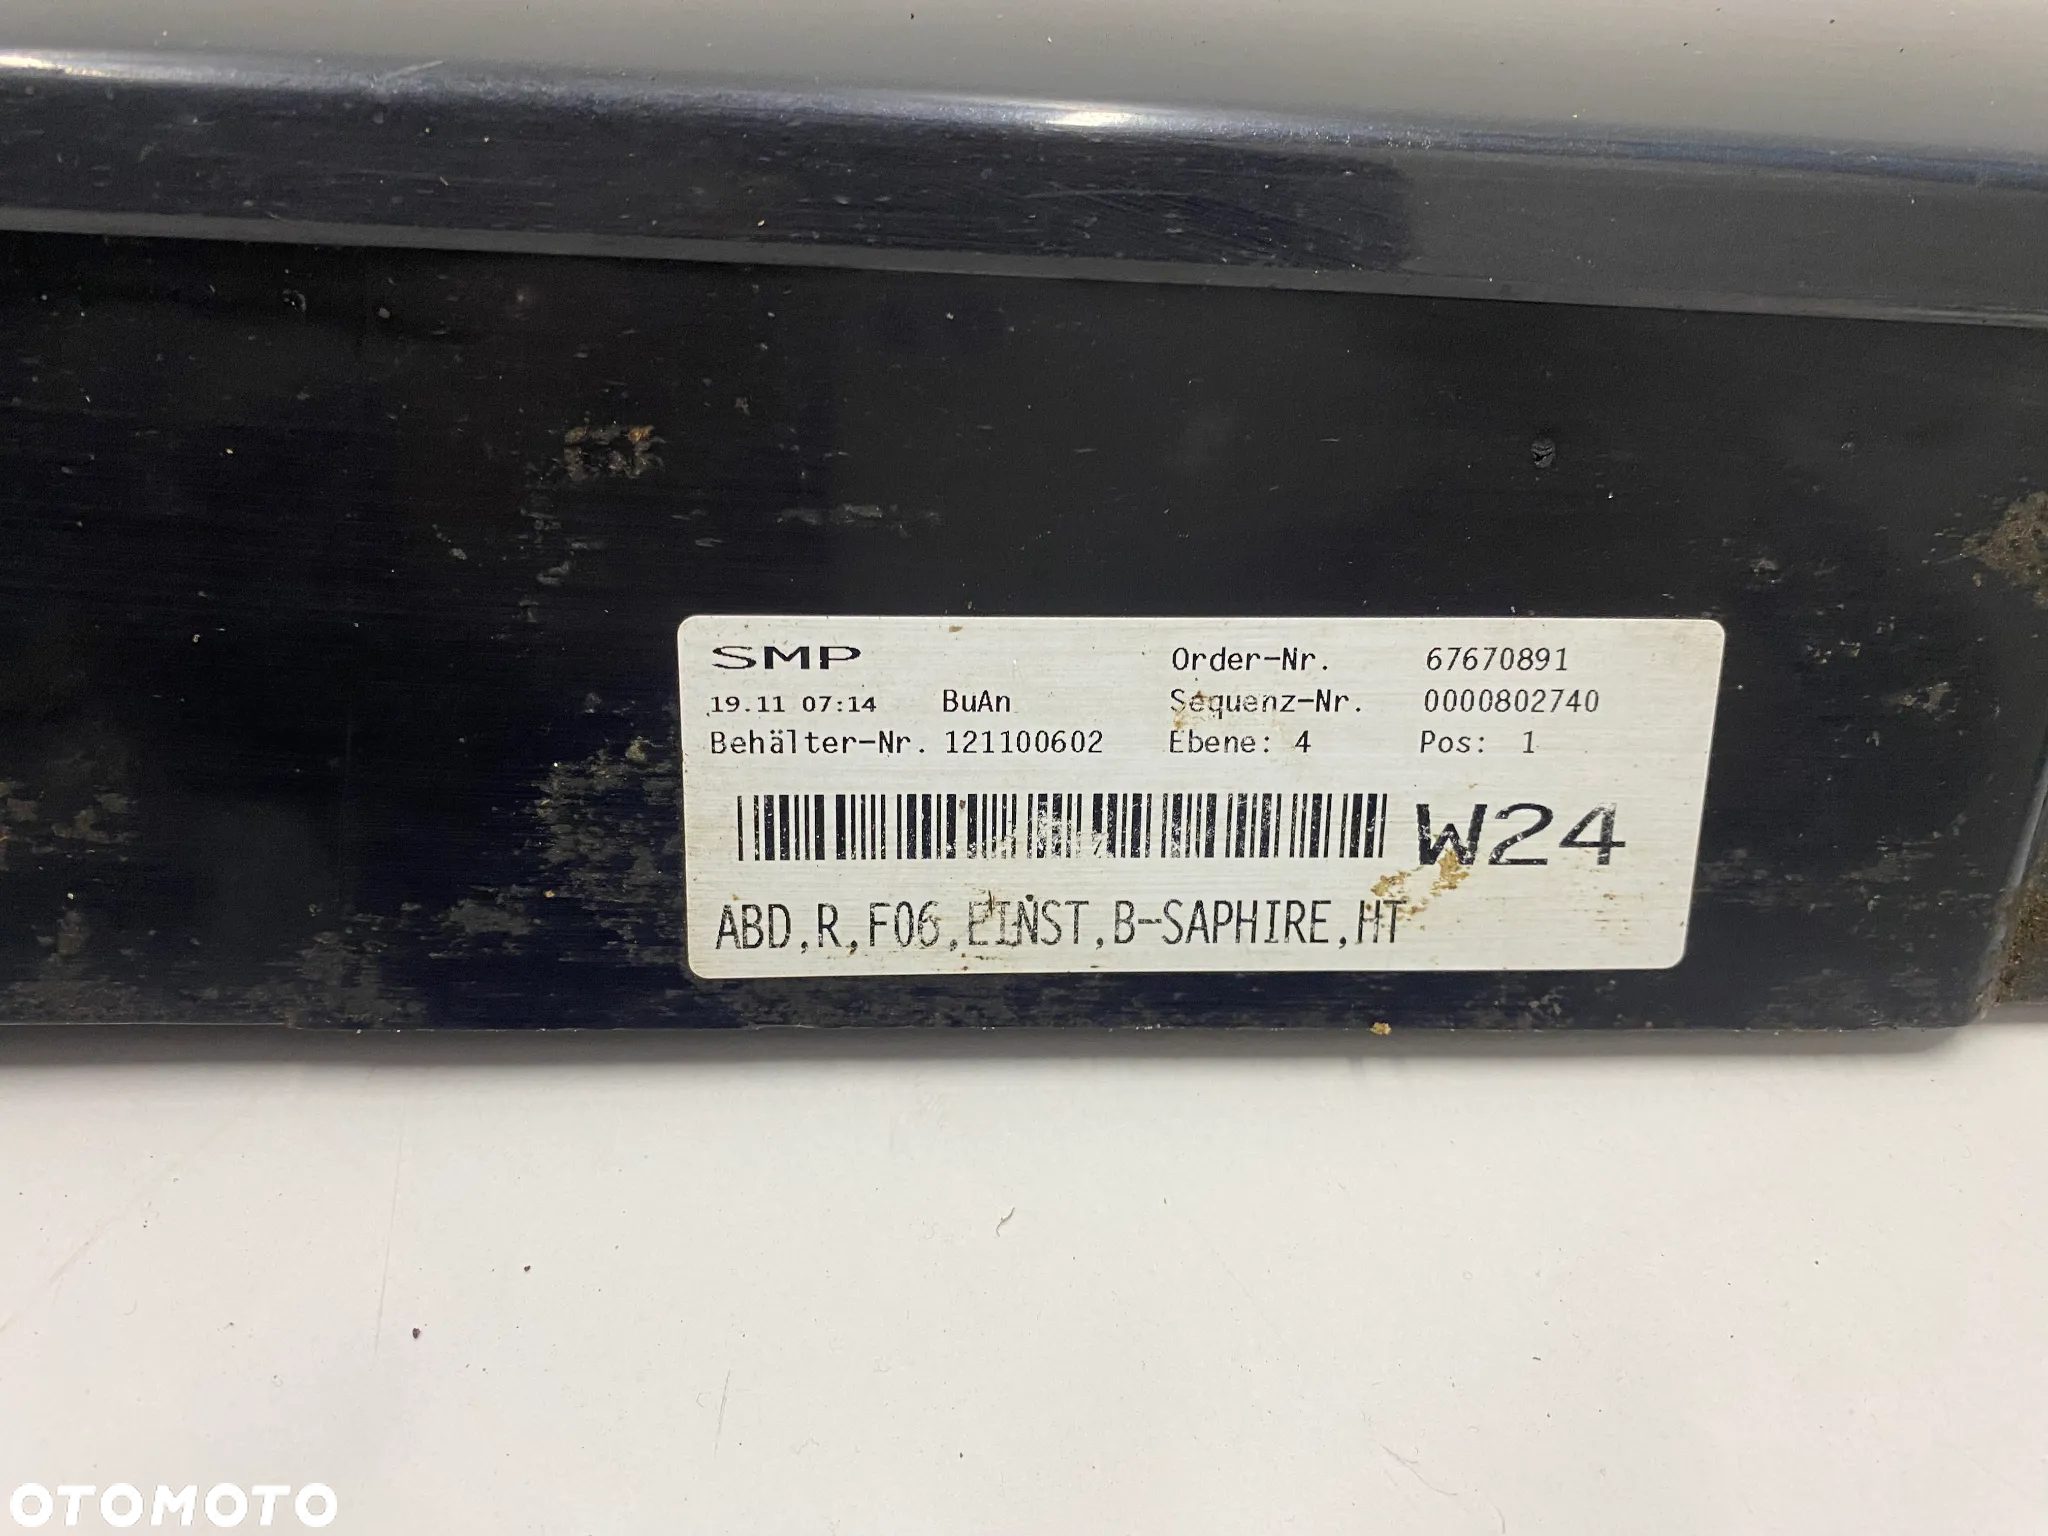 SMP Order-Nr. 67670891
19.11 07:14 BuAn Sequenz-Nr. 0000802740
Behälter-Nr. 121100602 Ebene: 4 Pos: 1
W24
ABD,R,F06,EINST,B-SAPHIRE,HT
OTOMOTO